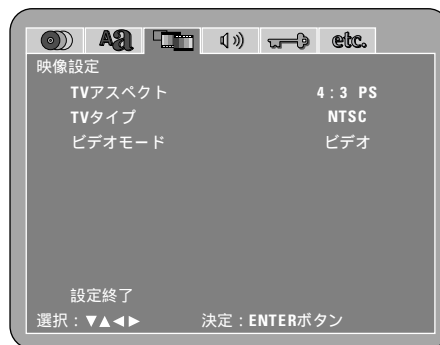 Aあ etc.
映像設定
TVアスペクト 4:3 PS
TVタイプ NTSC
ビデオモード ビデオ
設定終了
選択:▼▲◀▶ 決定:ENTERボタン